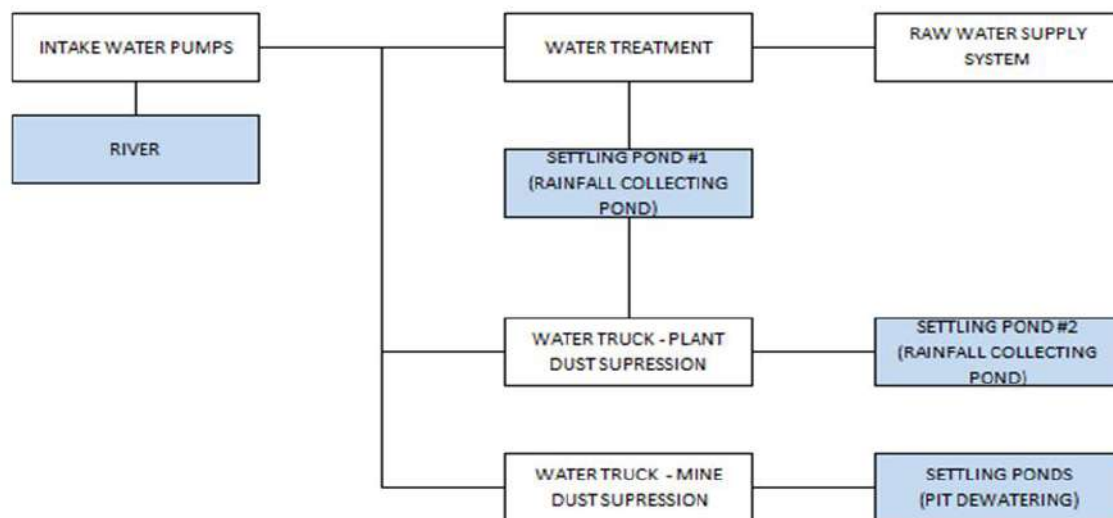 INTAKE WATER PUMPS
WATER TREATMENT
RAW WATER SUPPLY
SYSTEM
RIVER
SETTLING POND #1
(RAINFALL COLLECTING
POND)
WATER TRUCK - PLANT
DUST SUPRESSION
SETTLING POND #2
(RAINFALL COLLECTING
POND)
WATER TRUCK - MINE
DUST SUPRESSION
SETTLING PONDS
(PIT DEWATERING)